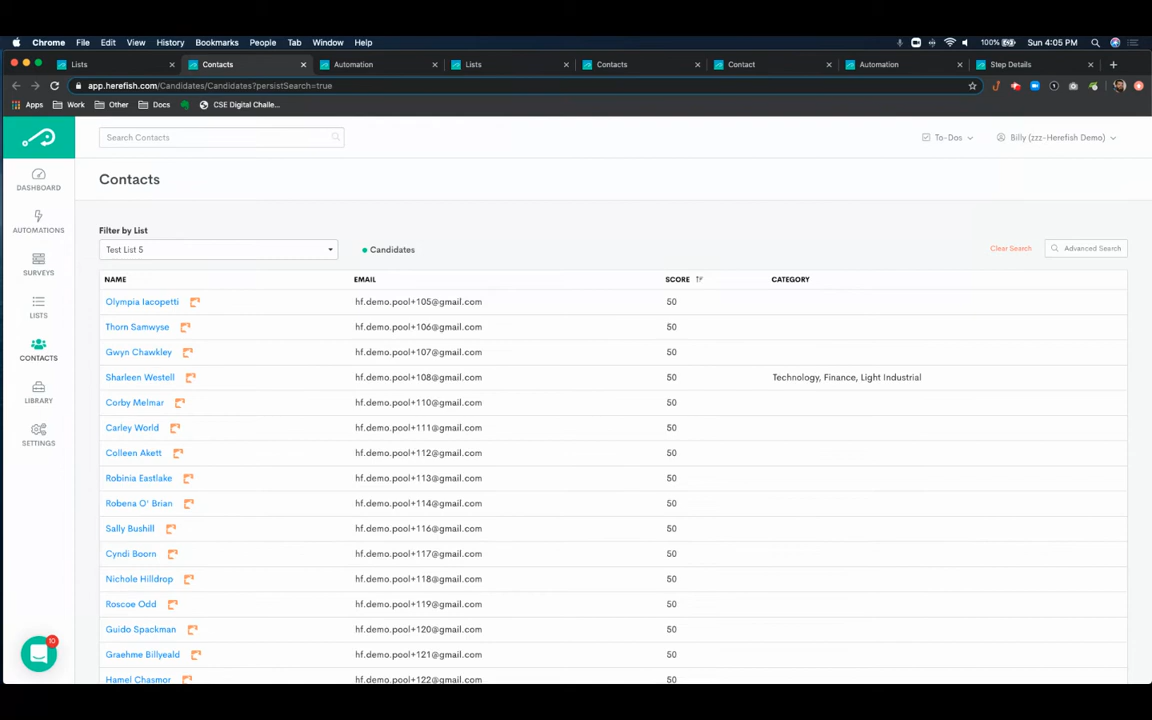 Chrome File Edit View History Bookmarks People Tab Window Help 100% Sun 4:05 PM
Lists Contacts Automation Lists Contacts Contact Automation Step Details
app.herefish.com/Candidates/Candidates?persistSearch=true
Apps Work Other Docs CSE Digital Challe...
Search Contacts To-Dos Billy (zzz-Herefish Demo)
DASHBOARD
AUTOMATIONS
SURVEYS
LISTS
CONTACTS
LIBRARY
SETTINGS
10
Contacts
Filter by List
Test List 5 Candidates Clear Search Advanced Search
NAME EMAIL SCORE CATEGORY
Olympia Iacopetti hf.demo.pool+105@gmail.com 50
Thorn Samwyse hf.demo.pool+106@gmail.com 50
Gwyn Chawkley hf.demo.pool+107@gmail.com 50
Sharleen Westell hf.demo.pool+108@gmail.com 50 Technology, Finance, Light Industrial
Corby Melmar hf.demo.pool+110@gmail.com 50
Carley World hf.demo.pool+111@gmail.com 50
Colleen Akett hf.demo.pool+112@gmail.com 50
Robinia Eastlake hf.demo.pool+113@gmail.com 50
Robena O' Brian hf.demo.pool+114@gmail.com 50
Sally Bushill hf.demo.pool+116@gmail.com 50
Cyndi Boorn hf.demo.pool+117@gmail.com 50
Nichole Hilldrop hf.demo.pool+118@gmail.com 50
Roscoe Odd hf.demo.pool+119@gmail.com 50
Guido Spackman hf.demo.pool+120@gmail.com 50
Graehme Billyeald hf.demo.pool+121@gmail.com 50
Hamel Chasmor hf.demo.pool+122@gmail.com 50